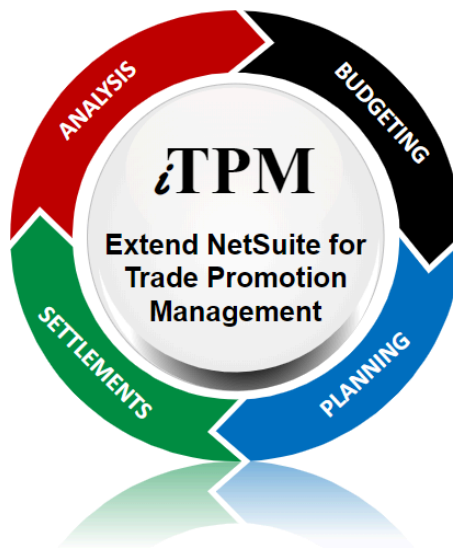 ANALYSIS
BUDGETING
iTPM
Extend NetSuite for
Trade Promotion
Management
SETTLEMENTS
PLANNING